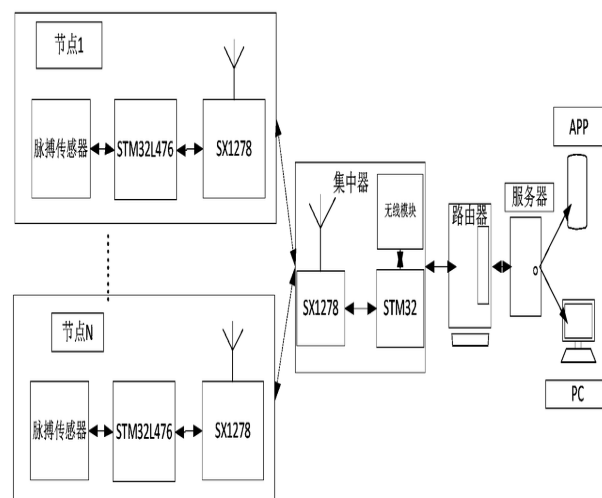 节点1
脉搏传感器
STM32L476
SX1278
节点N
脉搏传感器
STM32L476
SX1278
集中器
无线模块
SX1278
STM32
路由器
服务器
APP
PC